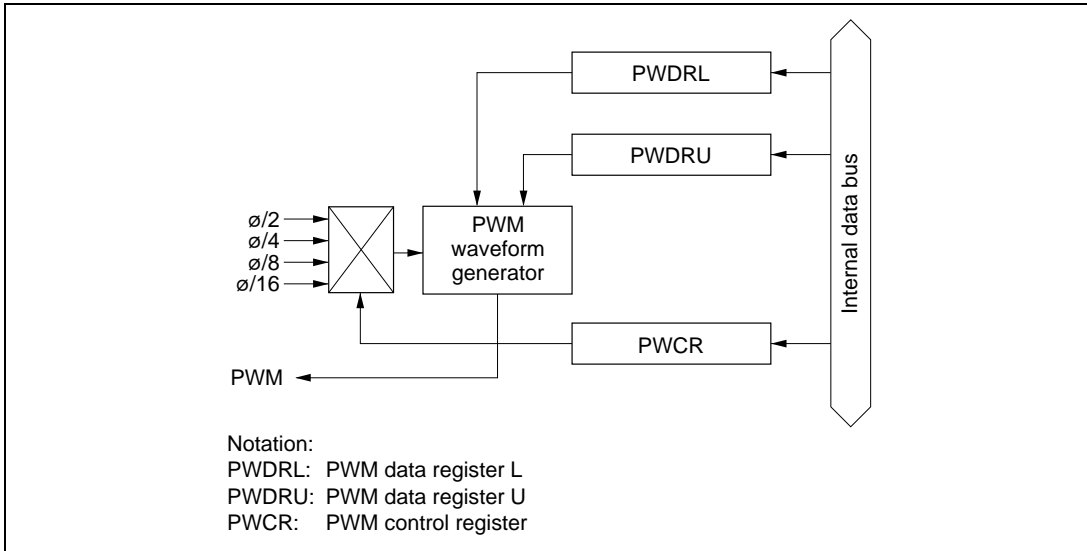 PWDRL
PWDRU
ø/2
ø/4
ø/8
ø/16
PWM
waveform
generator
Internal data bus
PWCR
PWM
Notation:
PWDRL: PWM data register L
PWDRU: PWM data register U
PWCR: PWM control register